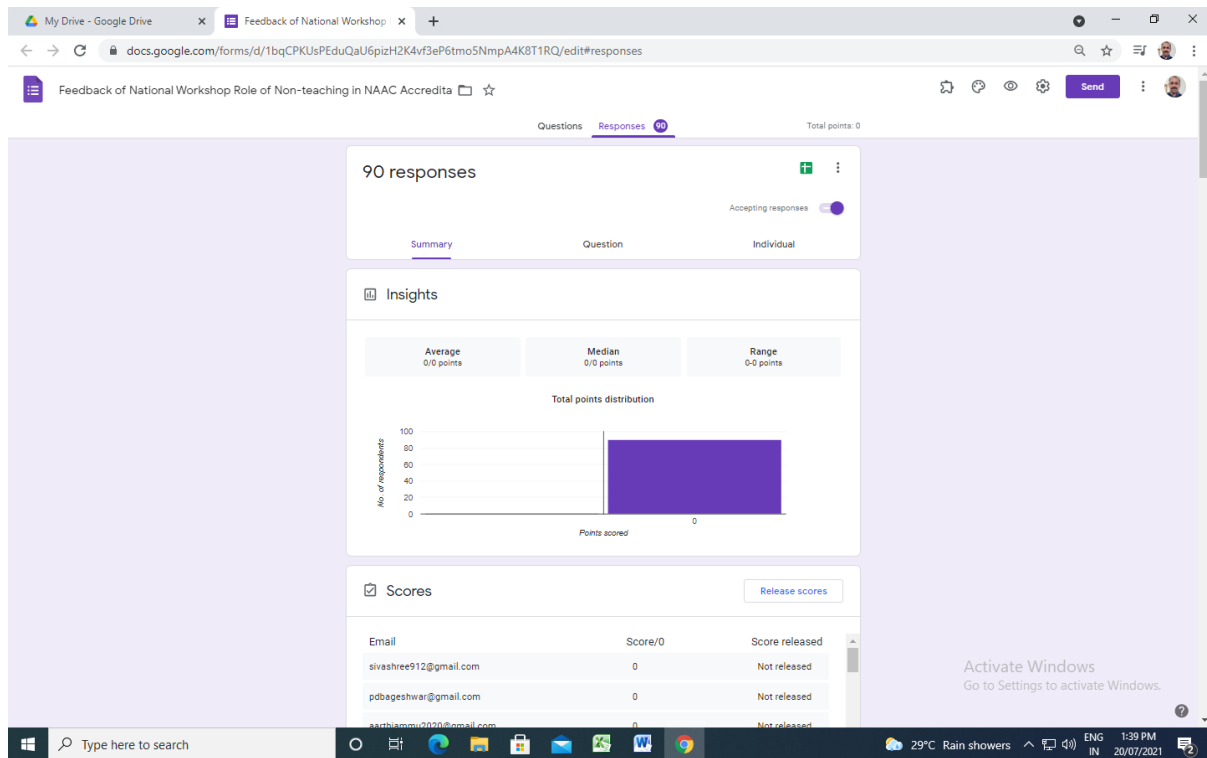 My Drive - Google Drive
Feedback of National Workshop
docs.google.com/forms/d/1bqCPKUsPEduQaU6pizH2K4vf3eP6tmo5NmpA4K8T1RQ/edit#responses
Feedback of National Workshop Role of Non-teaching in NAAC Accredita
Send
Questions Responses 90 Total points: 0
90 responses
Accepting responses
Summary Question Individual
Insights
Average Median Range
0/0 points 0/0 points 0-0 points
Total points distribution
No. of respondents
100
80
60
40
20
0
0
Points scored
Scores Release scores
Email Score/0 Score released
sivashree912@gmail.com 0 Not released
pdbageshwar@gmail.com 0 Not released
aarthiammu2020@gmail.com 0 Not released
Activate Windows
Go to Settings to activate Windows.
Type here to search
29°C Rain showers
ENG 1:39 PM
IN 20/07/2021
2